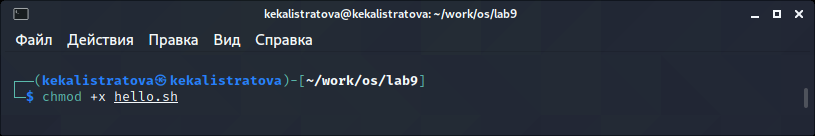 kekalistratova@kekalistratova: ~/work/os/lab9
Файл Действия Правка Вид Справка
┌──(kekalistratova㉿kekalistratova)-[~/work/os/lab9]
└─$ chmod +x hello.sh